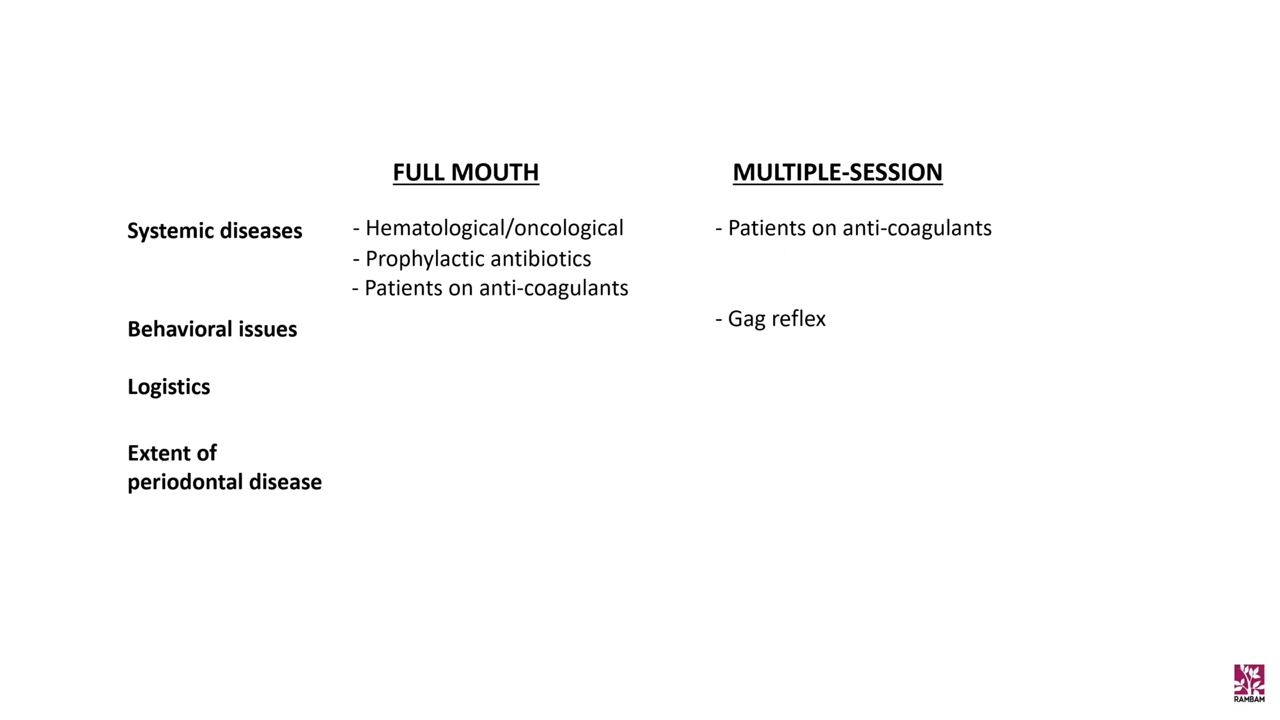 FULL MOUTH
MULTIPLE-SESSION
Systemic diseases
- Hematological/oncological
- Prophylactic antibiotics
- Patients on anti-coagulants
- Patients on anti-coagulants
Behavioral issues
- Gag reflex
Logistics
Extent of
periodontal disease
RAMBAM